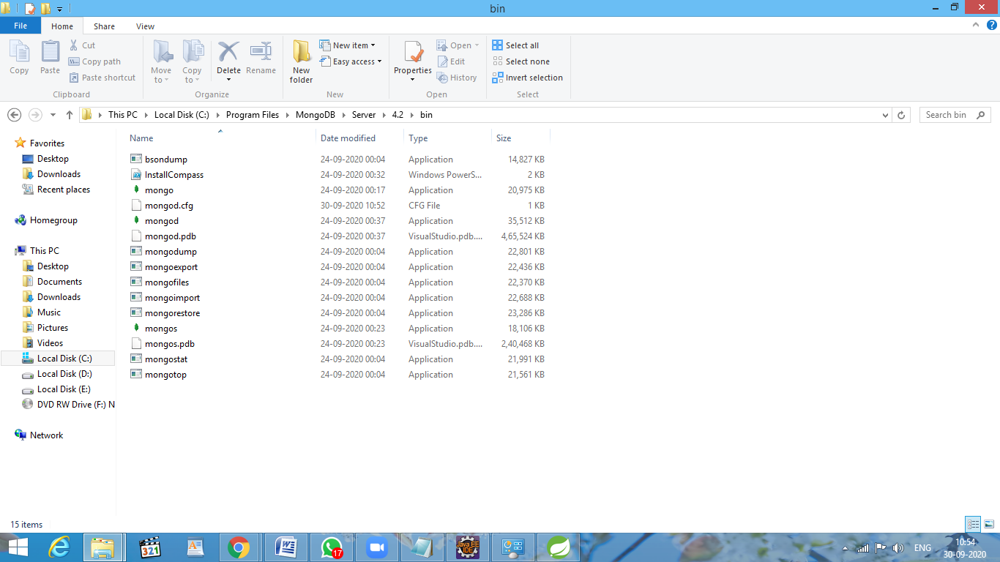 bin
File Home Share View
Copy
Paste
Cut
Copy path
Paste shortcut
Clipboard
Move to
Copy to
Delete
Rename
Organize
New folder
New item
Easy access
New
Properties
Open
Edit
History
Open
Select all
Select none
Invert selection
Select
This PC Local Disk (C:) Program Files MongoDB Server 4.2 bin
Search bin
Favorites
Desktop
Downloads
Recent places
Homegroup
This PC
Desktop
Documents
Downloads
Music
Pictures
Videos
Local Disk (C:)
Local Disk (D:)
Local Disk (E:)
DVD RW Drive (F:) N
Network
Name Date modified Type Size
bsondump 24-09-2020 00:04 Application 14,827 KB
InstallCompass 24-09-2020 00:32 Windows PowerS... 2 KB
mongo 24-09-2020 00:17 Application 20,975 KB
mongod.cfg 30-09-2020 10:52 CFG File 1 KB
mongod 24-09-2020 00:37 Application 35,512 KB
mongod.pdb 24-09-2020 00:37 VisualStudio.pdb.... 4,65,524 KB
mongodump 24-09-2020 00:04 Application 22,801 KB
mongoexport 24-09-2020 00:04 Application 22,436 KB
mongofiles 24-09-2020 00:04 Application 22,370 KB
mongoimport 24-09-2020 00:04 Application 22,688 KB
mongorestore 24-09-2020 00:04 Application 23,286 KB
mongos 24-09-2020 00:23 Application 18,106 KB
mongos.pdb 24-09-2020 00:23 VisualStudio.pdb.... 2,40,468 KB
mongostat 24-09-2020 00:04 Application 21,991 KB
mongotop 24-09-2020 00:04 Application 21,561 KB
15 items
321
17
Java EE
IDE
ENG
10:54
30-09-2020